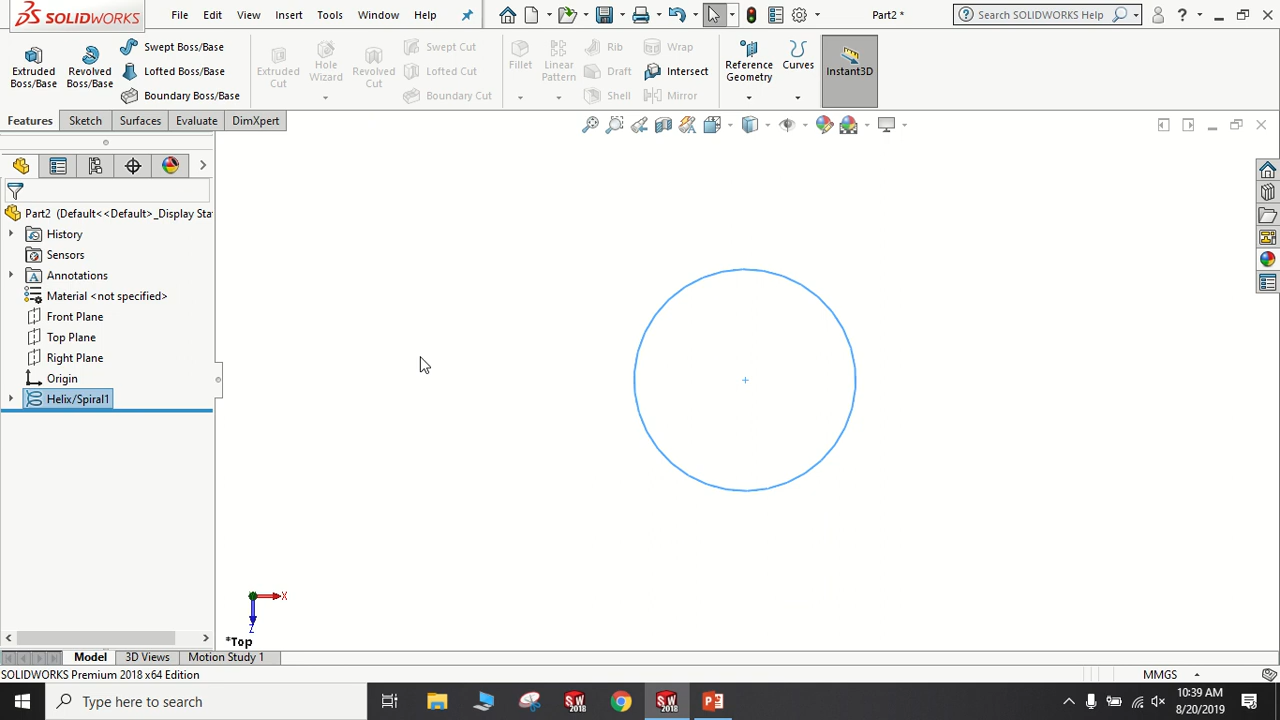 SOLIDWORKS File Edit View Insert Tools Window Help Part2 * Search SOLIDWORKS Help ?
Extruded Boss/Base
Revolved Boss/Base
Swept Boss/Base
Lofted Boss/Base
Boundary Boss/Base
Extruded Cut
Hole Wizard
Revolved Cut
Swept Cut
Lofted Cut
Boundary Cut
Fillet
Linear Pattern
Rib
Draft
Shell
Wrap
Intersect
Mirror
Reference Geometry
Curves
Instant3D
Features Sketch Surfaces Evaluate DimXpert
Part2 (Default<<Default>_Display Sta
History
Sensors
Annotations
Material <not specified>
Front Plane
Top Plane
Right Plane
Origin
Helix/Spiral1
X
Z
*Top
Model 3D Views Motion Study 1
SOLIDWORKS Premium 2018 x64 Edition MMGS
Type here to search
10:39 AM
8/20/2019